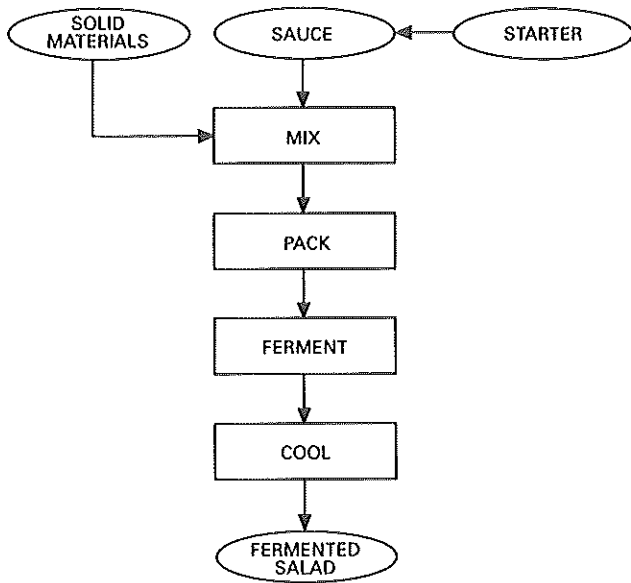 SOLID
MATERIALS
SAUCE
STARTER
MIX
PACK
FERMENT
COOL
FERMENTED
SALAD